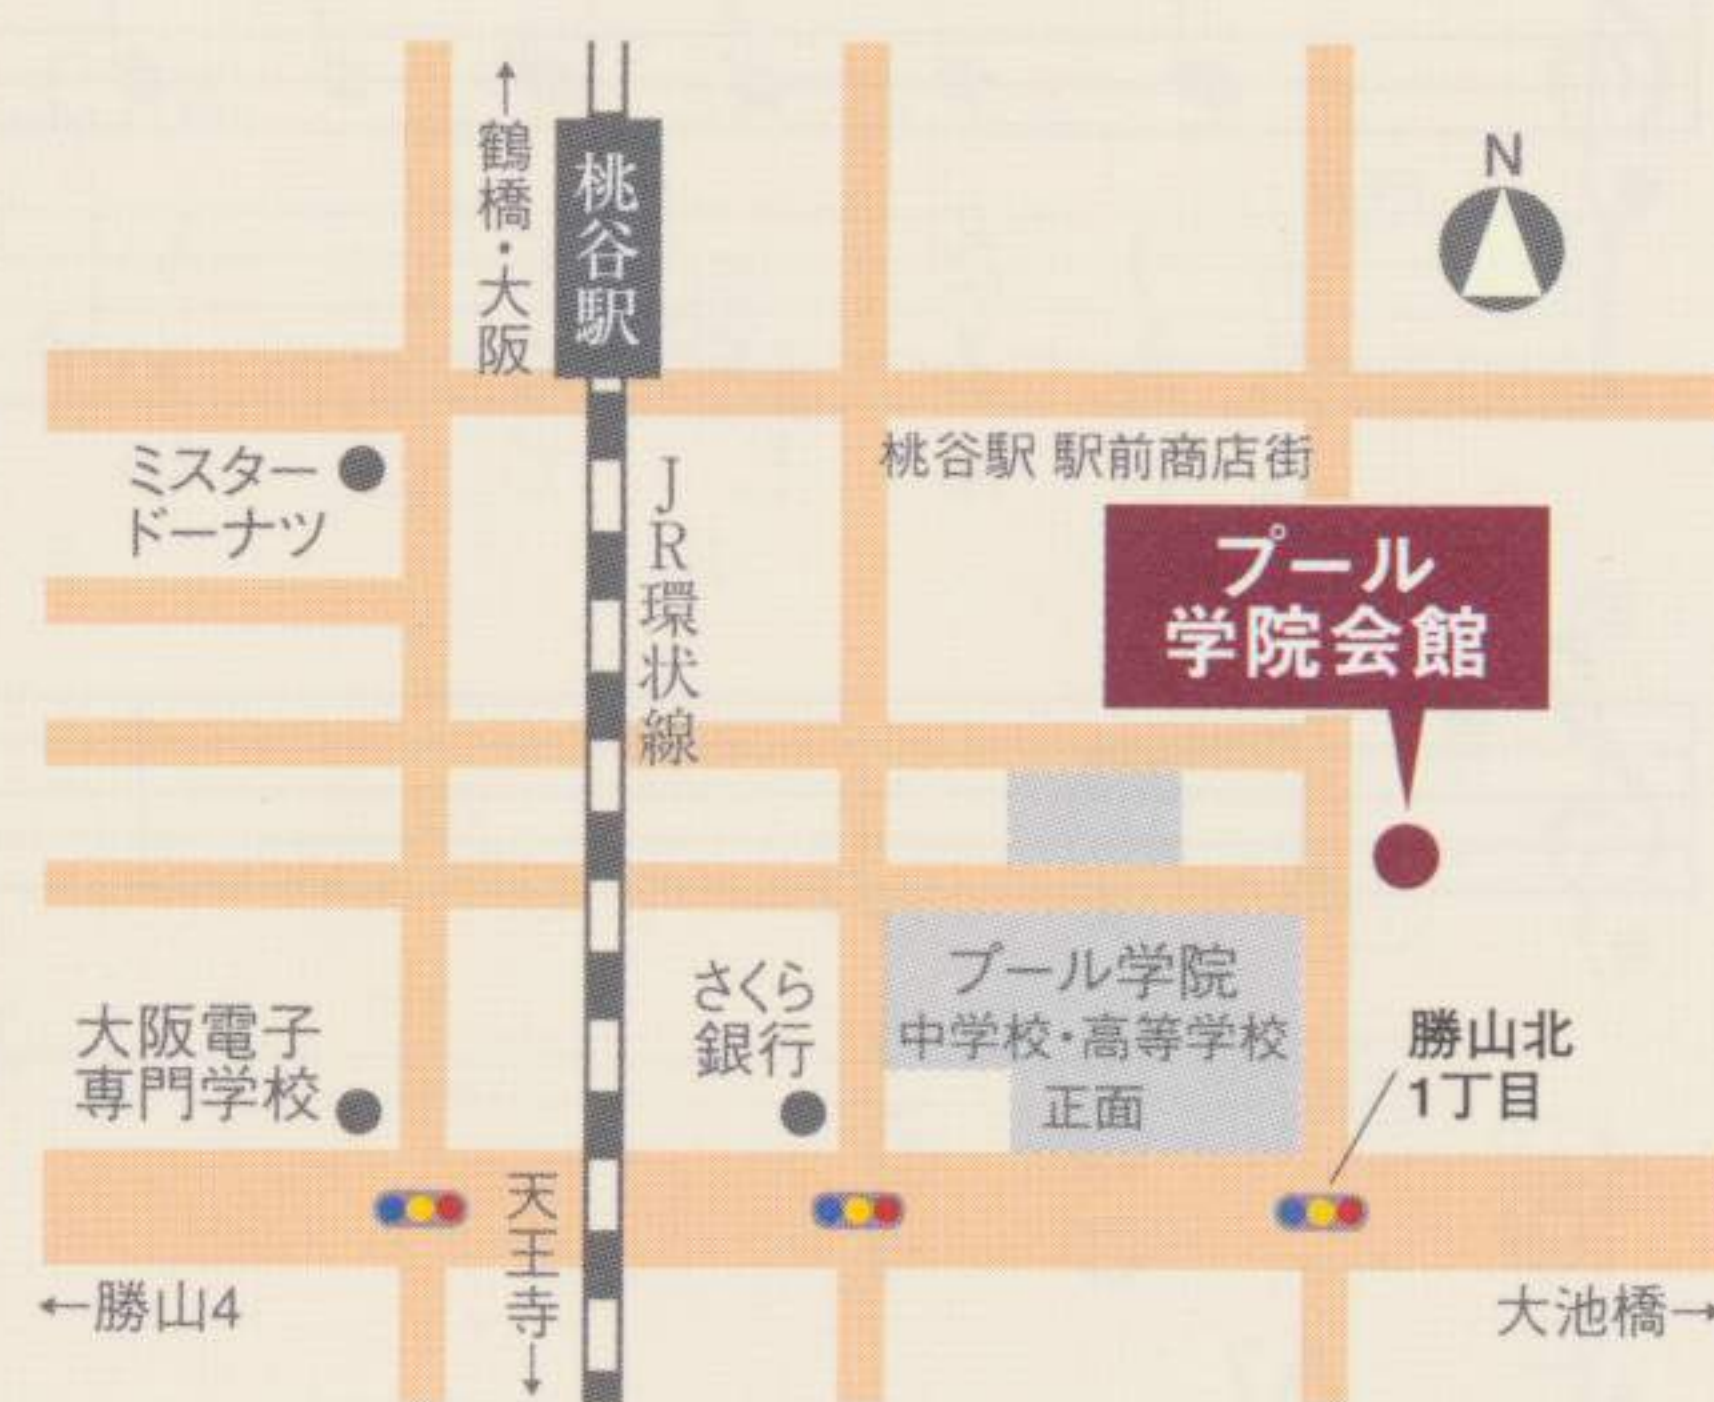 ↑鶴橋・大阪
桃谷駅
N
ミスター
ドーナツ
JR環状線
桃谷駅 駅前商店街
プール
学院会館
大阪電子
専門学校
さくら
銀行
プール学院
中学校・高等学校
正面
勝山北
1丁目
←勝山4
天王寺→
大池橋→